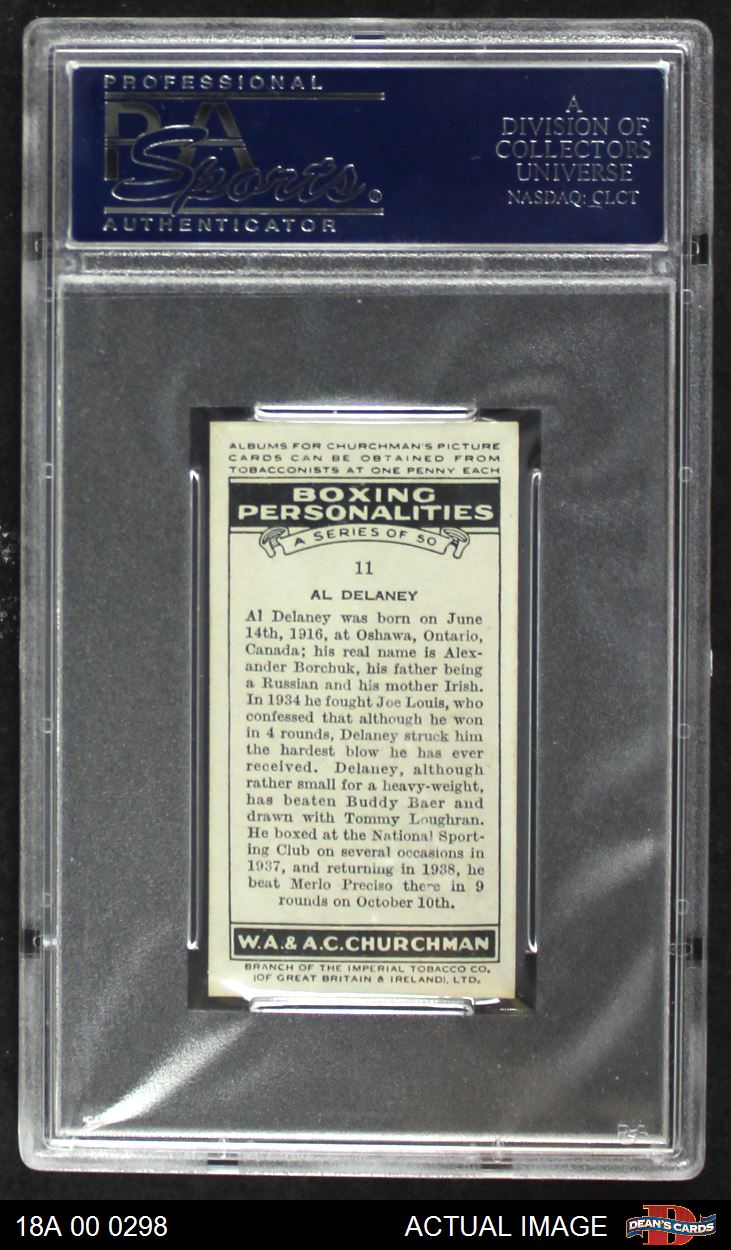 PROFESSIONAL
PSA
Sports®
AUTHENTICATOR
A
DIVISION OF
COLLECTORS
UNIVERSE
NASDAQ: CLCT
ALBUMS FOR CHURCHMAN'S PICTURE
CARDS CAN BE OBTAINED FROM
TOBACCONISTS AT ONE PENNY EACH
BOXING
PERSONALITIES
A SERIES OF 50
11
AL DELANEY
Al Delaney was born on June
14th, 1916, at Oshawa, Ontario,
Canada; his real name is Alex-
ander Borchuk, his father being
a Russian and his mother Irish.
In 1934 he fought Joe Louis, who
confessed that although he won
in 4 rounds, Delaney struck him
the hardest blow he has ever
received. Delaney, although
rather small for a heavy-weight,
has beaten Buddy Baer and
drawn with Tommy Loughran.
He boxed at the National Sport-
ing Club on several occasions in
1937, and returning in 1938, he
beat Merlo Preciso there in 9
rounds on October 10th.
W.A. & A.C. CHURCHMAN
BRANCH OF THE IMPERIAL TOBACCO CO.
(OF GREAT BRITAIN & IRELAND), LTD.
PSA
18A 00 0298
ACTUAL IMAGE
DEAN'S CARDS